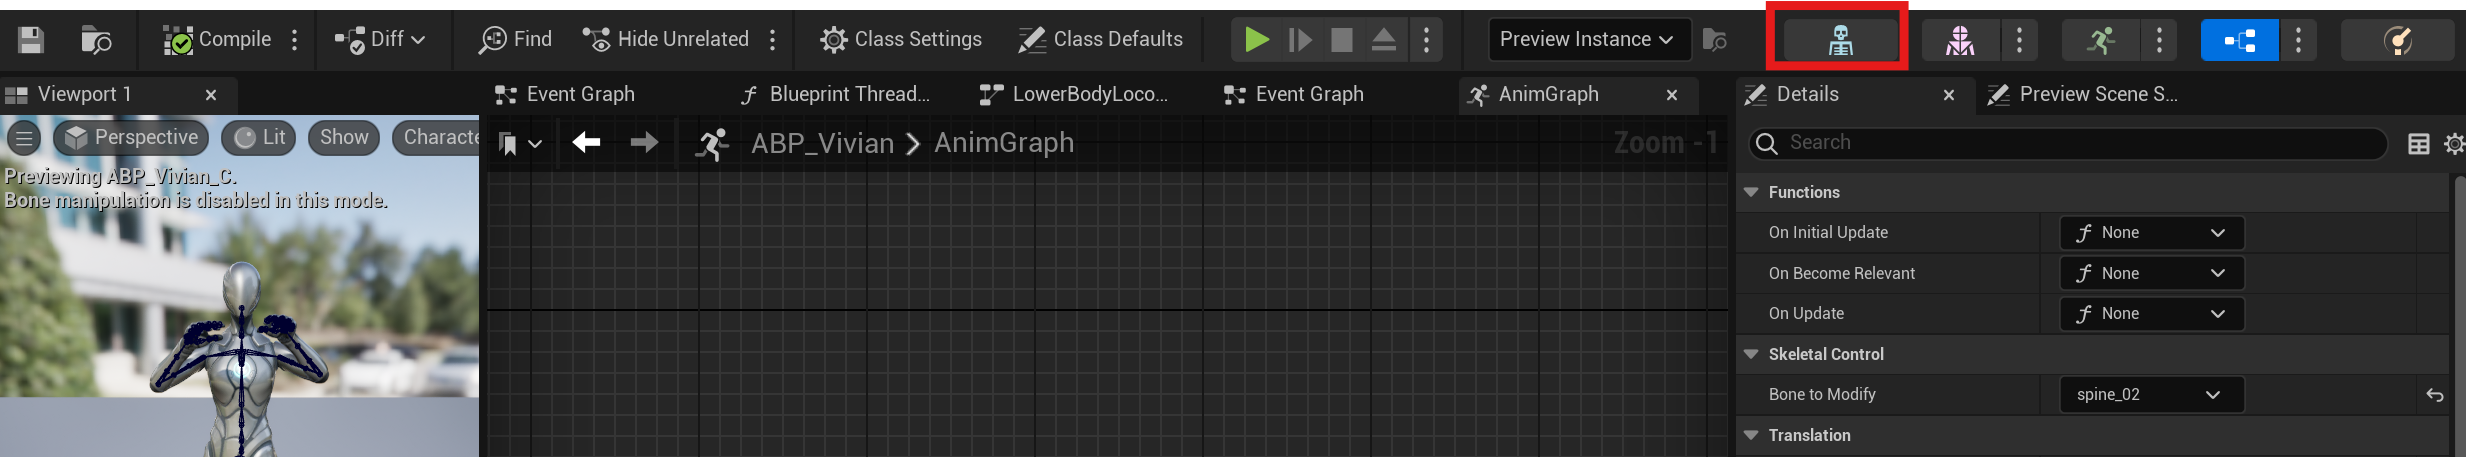 Compile Diff Find Hide Unrelated Class Settings Class Defaults Preview Instance
Viewport 1 Event Graph Blueprint Thread... LowerBodyLoco... Event Graph AnimGraph Details Preview Scene S...
Perspective Lit Show Characte ABP_Vivian AnimGraph Zoom -1 Search
Previewing ABP_Vivian_C.
Bone manipulation is disabled in this mode.
Functions
On Initial Update None
On Become Relevant None
On Update None
Skeletal Control
Bone to Modify spine_02
Translation